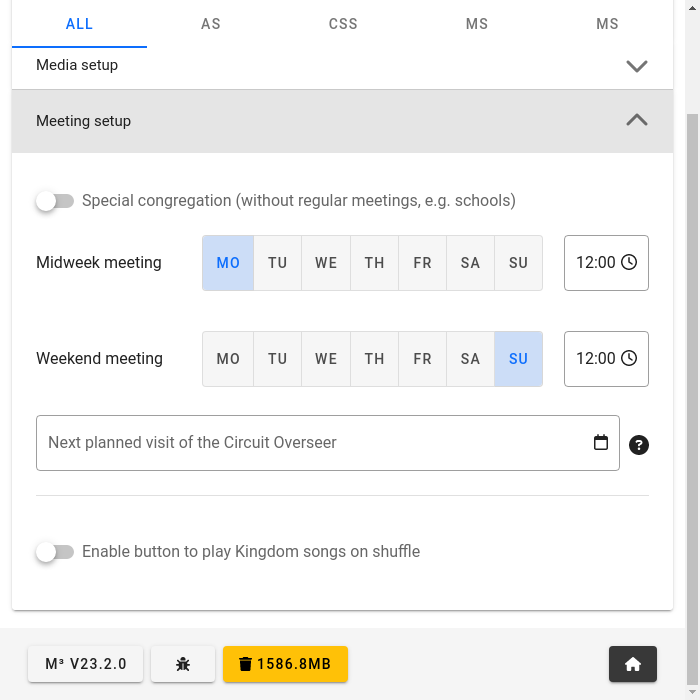 ALL AS CSS MS MS
Media setup
Meeting setup
Special congregation (without regular meetings, e.g. schools)
Midweek meeting MO TU WE TH FR SA SU 12:00
Weekend meeting MO TU WE TH FR SA SU 12:00
Next planned visit of the Circuit Overseer ?
Enable button to play Kingdom songs on shuffle
M³ V23.2.0 1586.8MB